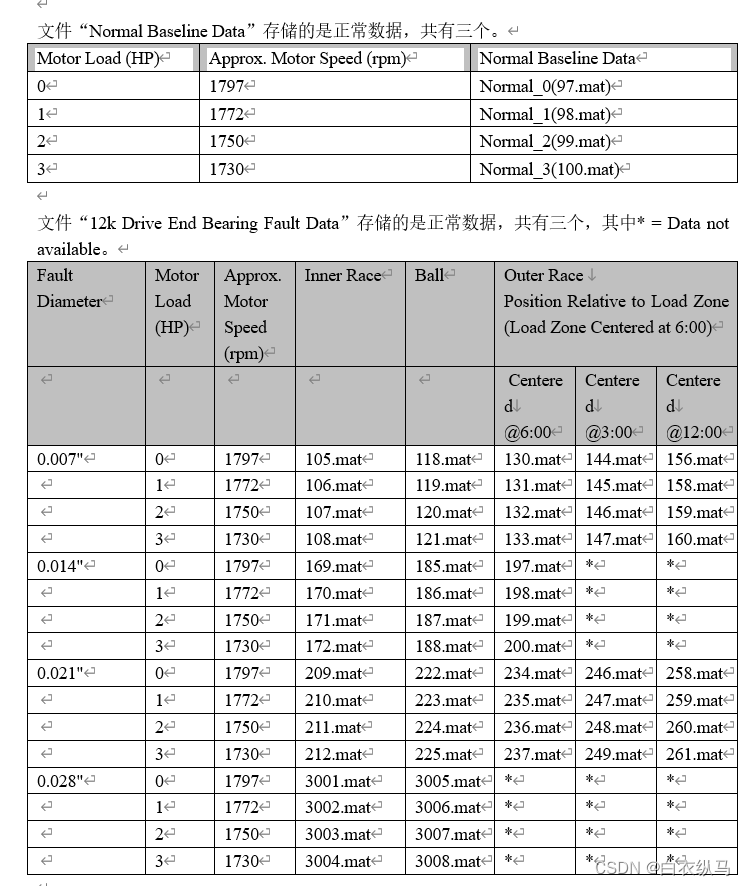 文件“Normal Baseline Data”存储的是正常数据，共有三个。
Motor Load (HP) Approx. Motor Speed (rpm) Normal Baseline Data
0 1797 Normal_0(97.mat)
1 1772 Normal_1(98.mat)
2 1750 Normal_2(99.mat)
3 1730 Normal_3(100.mat)
文件“12k Drive End Bearing Fault Data”存储的是正常数据，共有三个，其中* = Data not
available。
Fault Motor Approx. Inner Race Ball Outer Race
Diameter Load Motor Position Relative to Load Zone
(HP) Speed (Load Zone Centered at 6:00)
(rpm)
Centere Centere Centere
d d d
@6:00 @3:00 @12:00
0.007" 0 1797 105.mat 118.mat 130.mat 144.mat 156.mat
1 1772 106.mat 119.mat 131.mat 145.mat 158.mat
2 1750 107.mat 120.mat 132.mat 146.mat 159.mat
3 1730 108.mat 121.mat 133.mat 147.mat 160.mat
0.014" 0 1797 169.mat 185.mat 197.mat * *
1 1772 170.mat 186.mat 198.mat * *
2 1750 171.mat 187.mat 199.mat * *
3 1730 172.mat 188.mat 200.mat * *
0.021" 0 1797 209.mat 222.mat 234.mat 246.mat 258.mat
1 1772 210.mat 223.mat 235.mat 247.mat 259.mat
2 1750 211.mat 224.mat 236.mat 248.mat 260.mat
3 1730 212.mat 225.mat 237.mat 249.mat 261.mat
0.028" 0 1797 3001.mat 3005.mat * * *
1 1772 3002.mat 3006.mat * * *
2 1750 3003.mat 3007.mat * * *
3 1730 3004.mat 3008.mat * * *
CSDN @白衣纵马